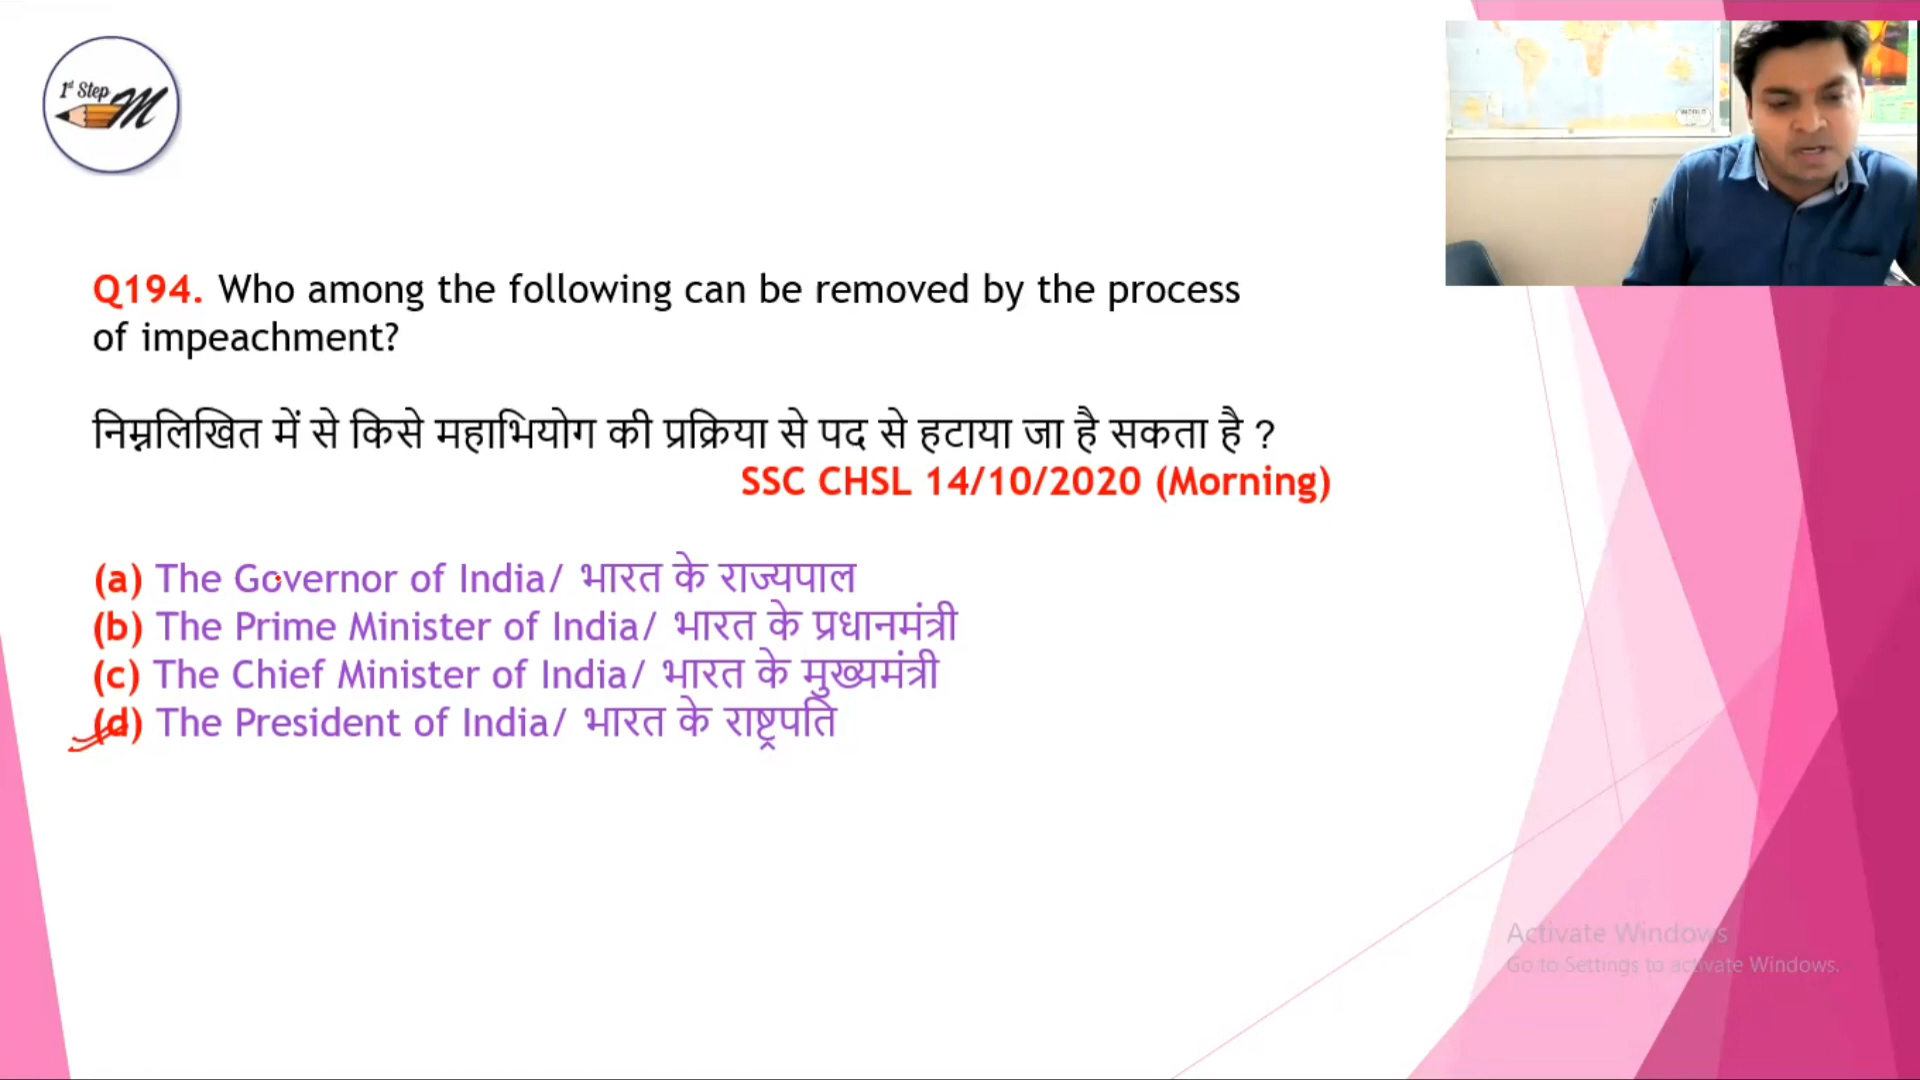 1st Step
M
WORLD
Q194. Who among the following can be removed by the process
of impeachment?
निम्नलिखित में से किसे महाभियोग की प्रक्रिया से पद से हटाया जा है सकता है ?
SSC CHSL 14/10/2020 (Morning)
(a) The Governor of India/ भारत के राज्यपाल
(b) The Prime Minister of India/ भारत के प्रधानमंत्री
(c) The Chief Minister of India/ भारत के मुख्यमंत्री
(d) The President of India/ भारत के राष्ट्रपति
Activate Windows
Go to Settings to activate Windows.